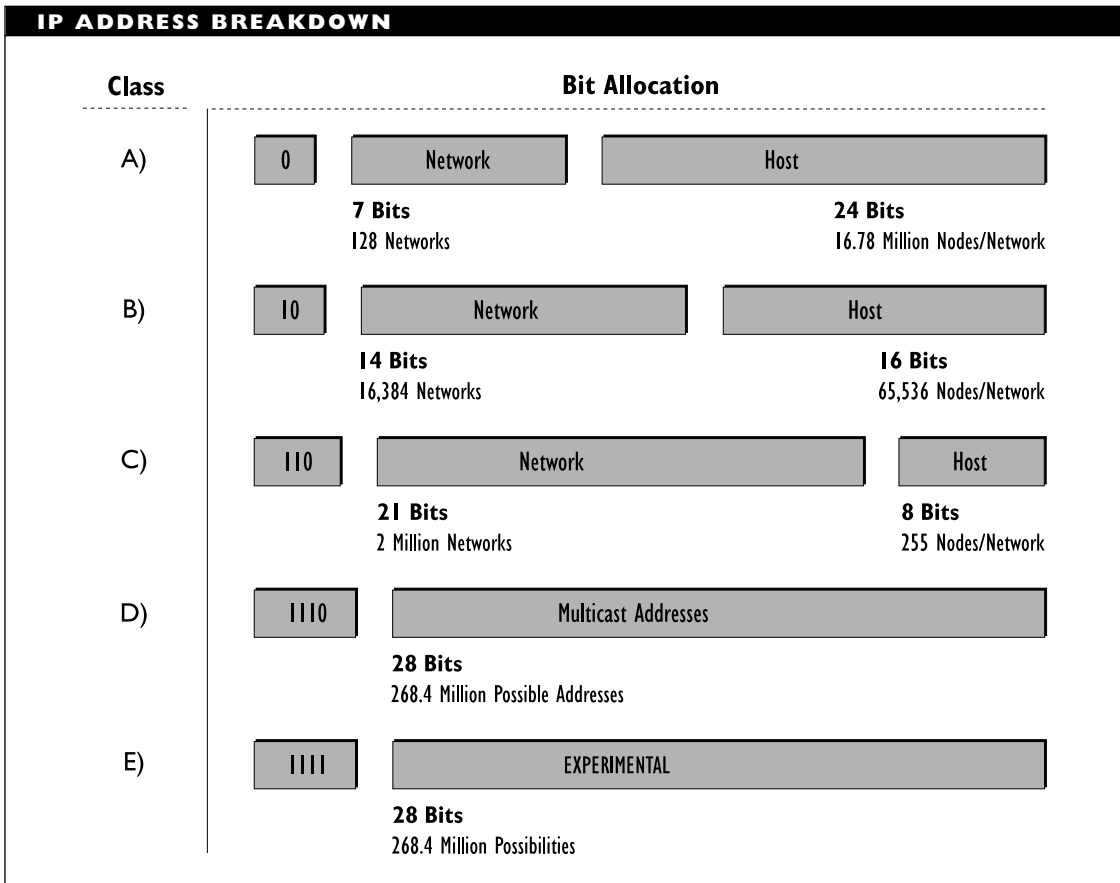 IP ADDRESS BREAKDOWN
Class Bit Allocation
A) 0 Network Host
7 Bits 24 Bits
128 Networks 16.78 Million Nodes/Network
B) 10 Network Host
14 Bits 16 Bits
16,384 Networks 65,536 Nodes/Network
C) 110 Network Host
21 Bits 8 Bits
2 Million Networks 255 Nodes/Network
D) 1110 Multicast Addresses
28 Bits
268.4 Million Possible Addresses
E) 1111 EXPERIMENTAL
28 Bits
268.4 Million Possibilities